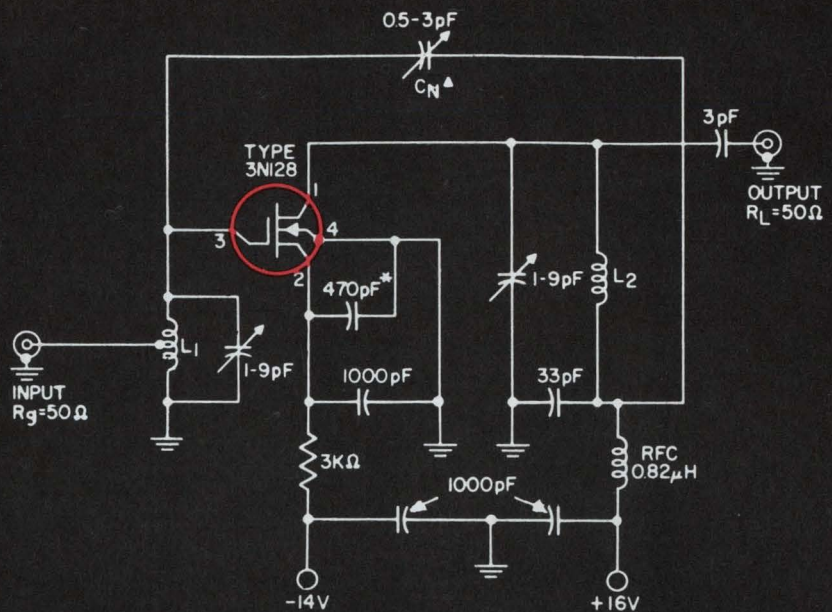 0.5-3pF
CN▲
3pF
TYPE
3N128
1
3
4
2
OUTPUT
RL=50Ω
470pF*
1-9pF
L2
L1
1-9pF
INPUT
Rg=50Ω
1000pF
33pF
3KΩ
RFC
0.82μH
1000pF
-14V
+16V